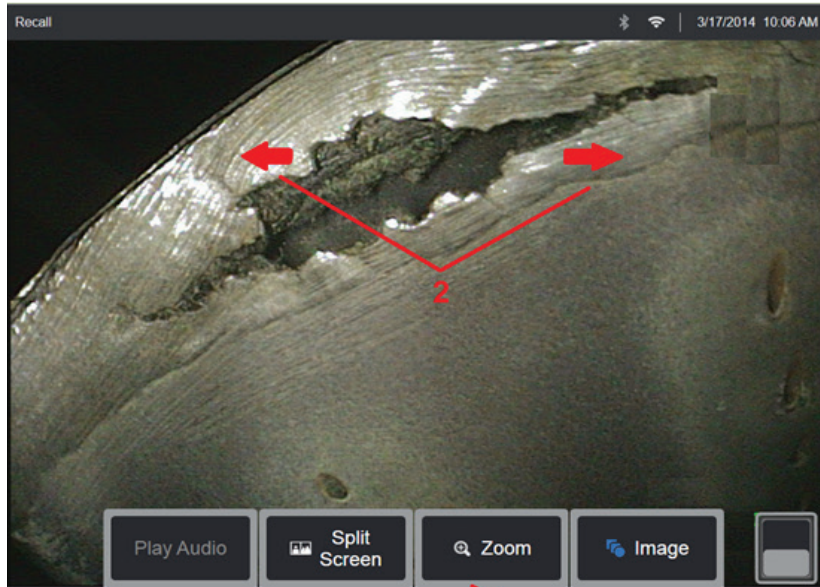 Recall
3/17/2014 10:06 AM
2
Play Audio
Split
Screen
Zoom
Image